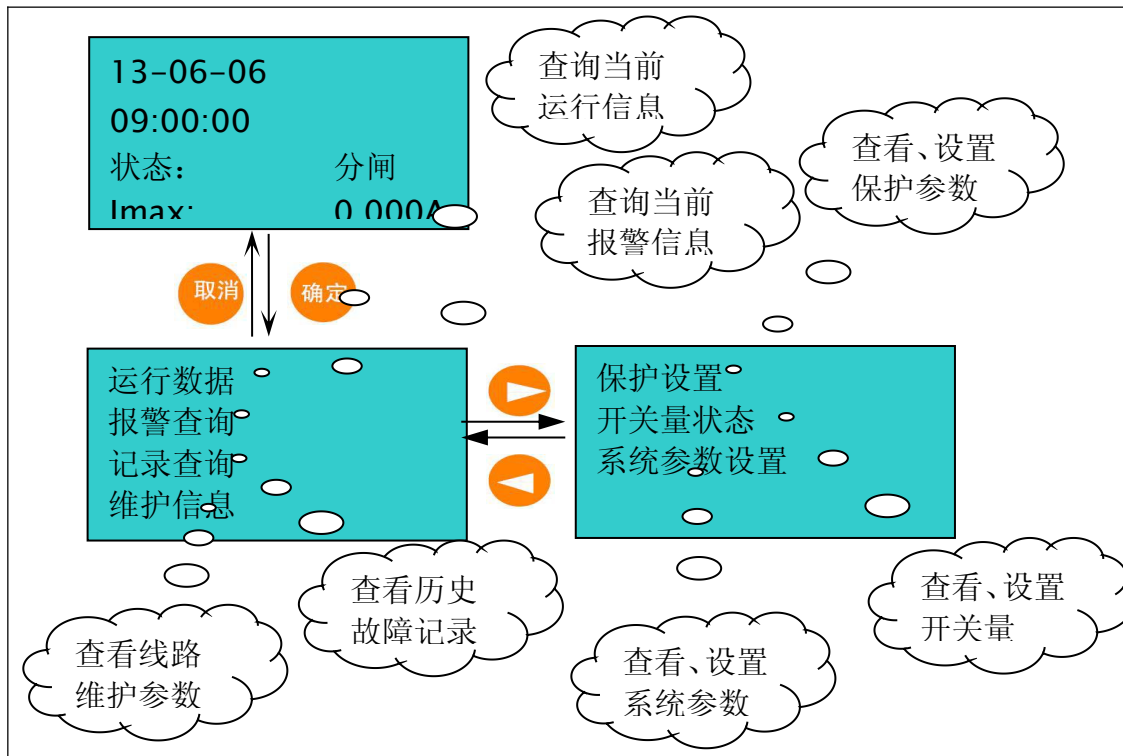 13-06-06
09:00:00
状态： 分闸
Imax: 0.000A
查询当前
运行信息
查询当前
报警信息
查看、设置
保护参数
取消
确定
运行数据
报警查询
记录查询
维护信息
保护设置
开关量状态
系统参数设置
查看线路
维护参数
查看历史
故障记录
查看、设置
系统参数
查看、设置
开关量